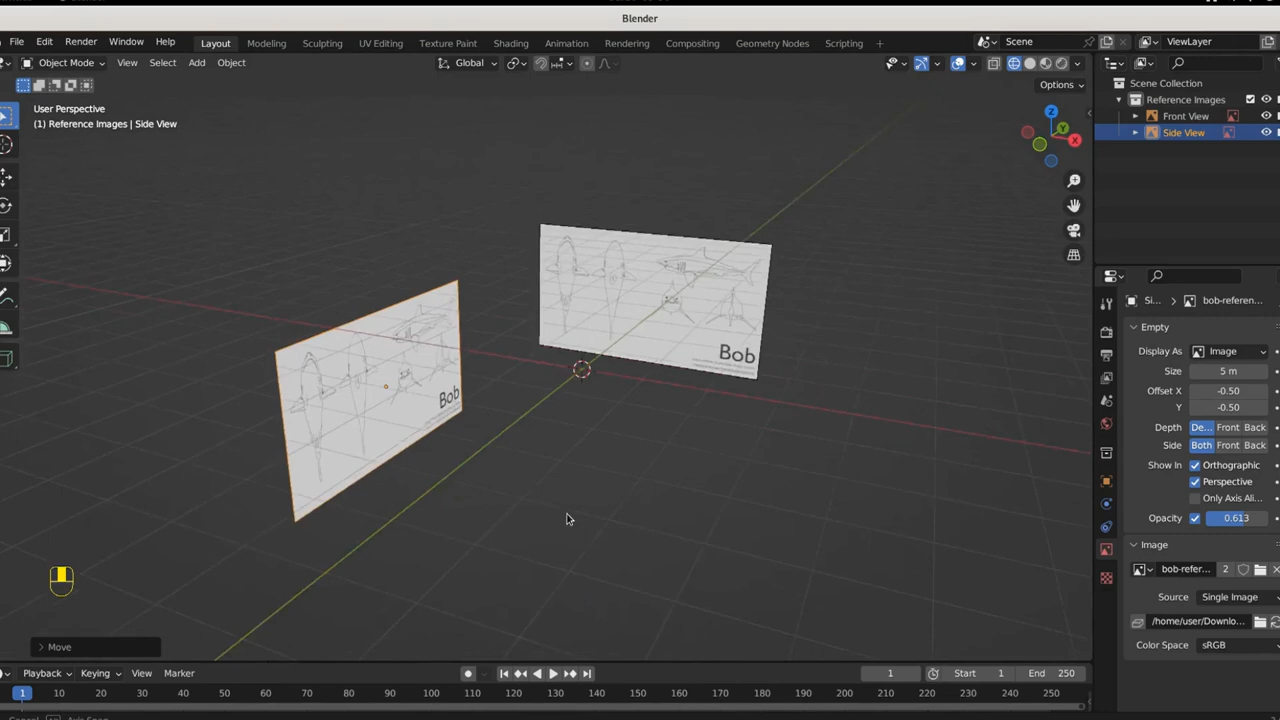 Blender
File Edit Render Window Help Layout Modeling Sculpting UV Editing Texture Paint Shading Animation Rendering Compositing Geometry Nodes Scripting + Scene ViewLayer
Object Mode View Select Add Object Global
Options
User Perspective
(1) Reference Images | Side View
Z
Y
X
Scene Collection
Reference Images
Front View
Side View
Si... bob-referen...
Empty
Display As Image
Size 5 m
Offset X -0.50
Y -0.50
Depth De... Front Back
Side Both Front Back
Show In Orthographic
Perspective
Only Axis Ali...
Opacity 0.613
Image
bob-refer... 2
Source Single Image
/home/user/Downlo...
Color Space sRGB
Bob
Bob
Move
Playback Keying View Marker 1 Start 1 End 250
1 10 20 30 40 50 60 70 80 90 100 110 120 130 140 150 160 170 180 190 200 210 220 230 240 250